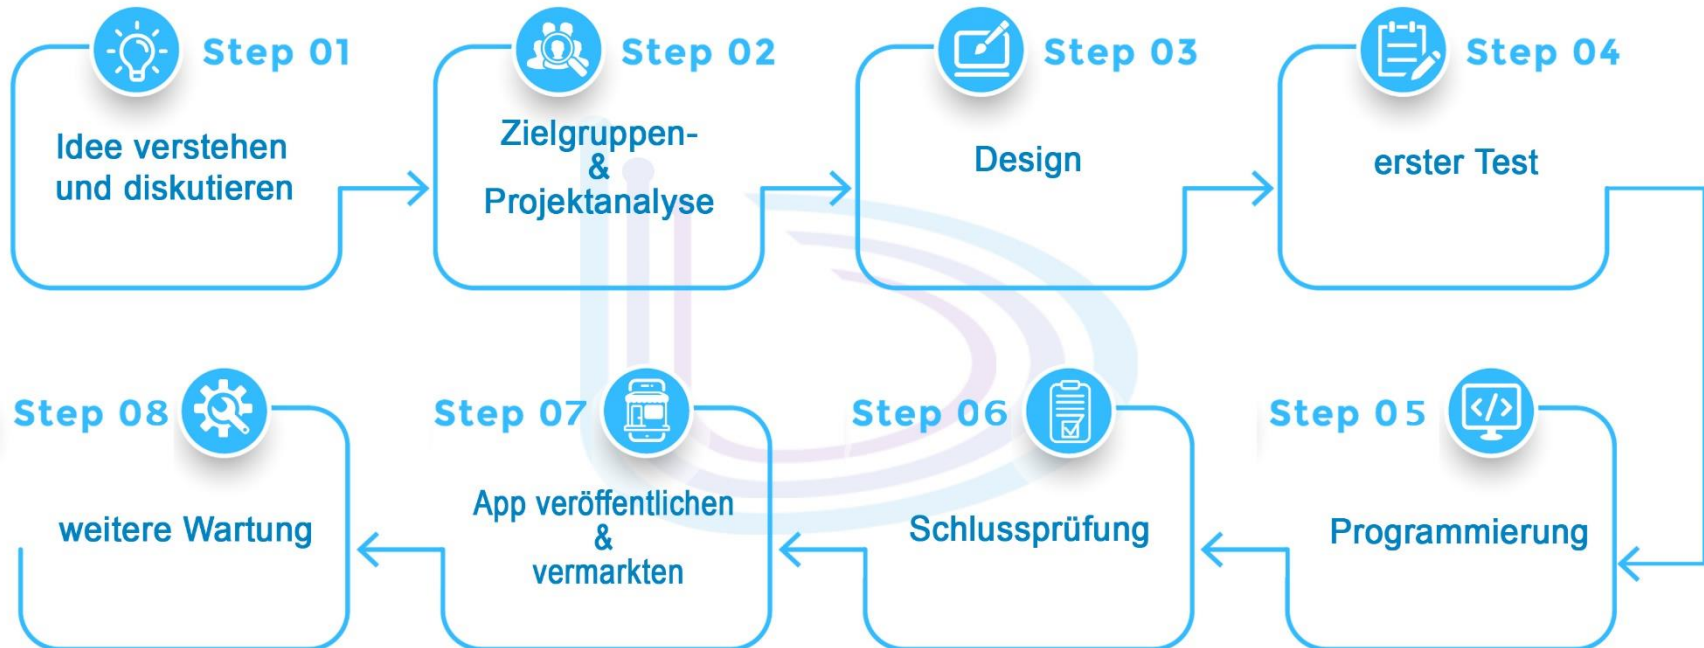 Step 01
Idee verstehen
und diskutieren
Step 02
Zielgruppen-
&
Projektanalyse
Step 03
Design
Step 04
erster Test
Step 05
Programmierung
Step 06
Schlussprüfung
Step 07
App veröffentlichen
&
vermarkten
Step 08
weitere Wartung